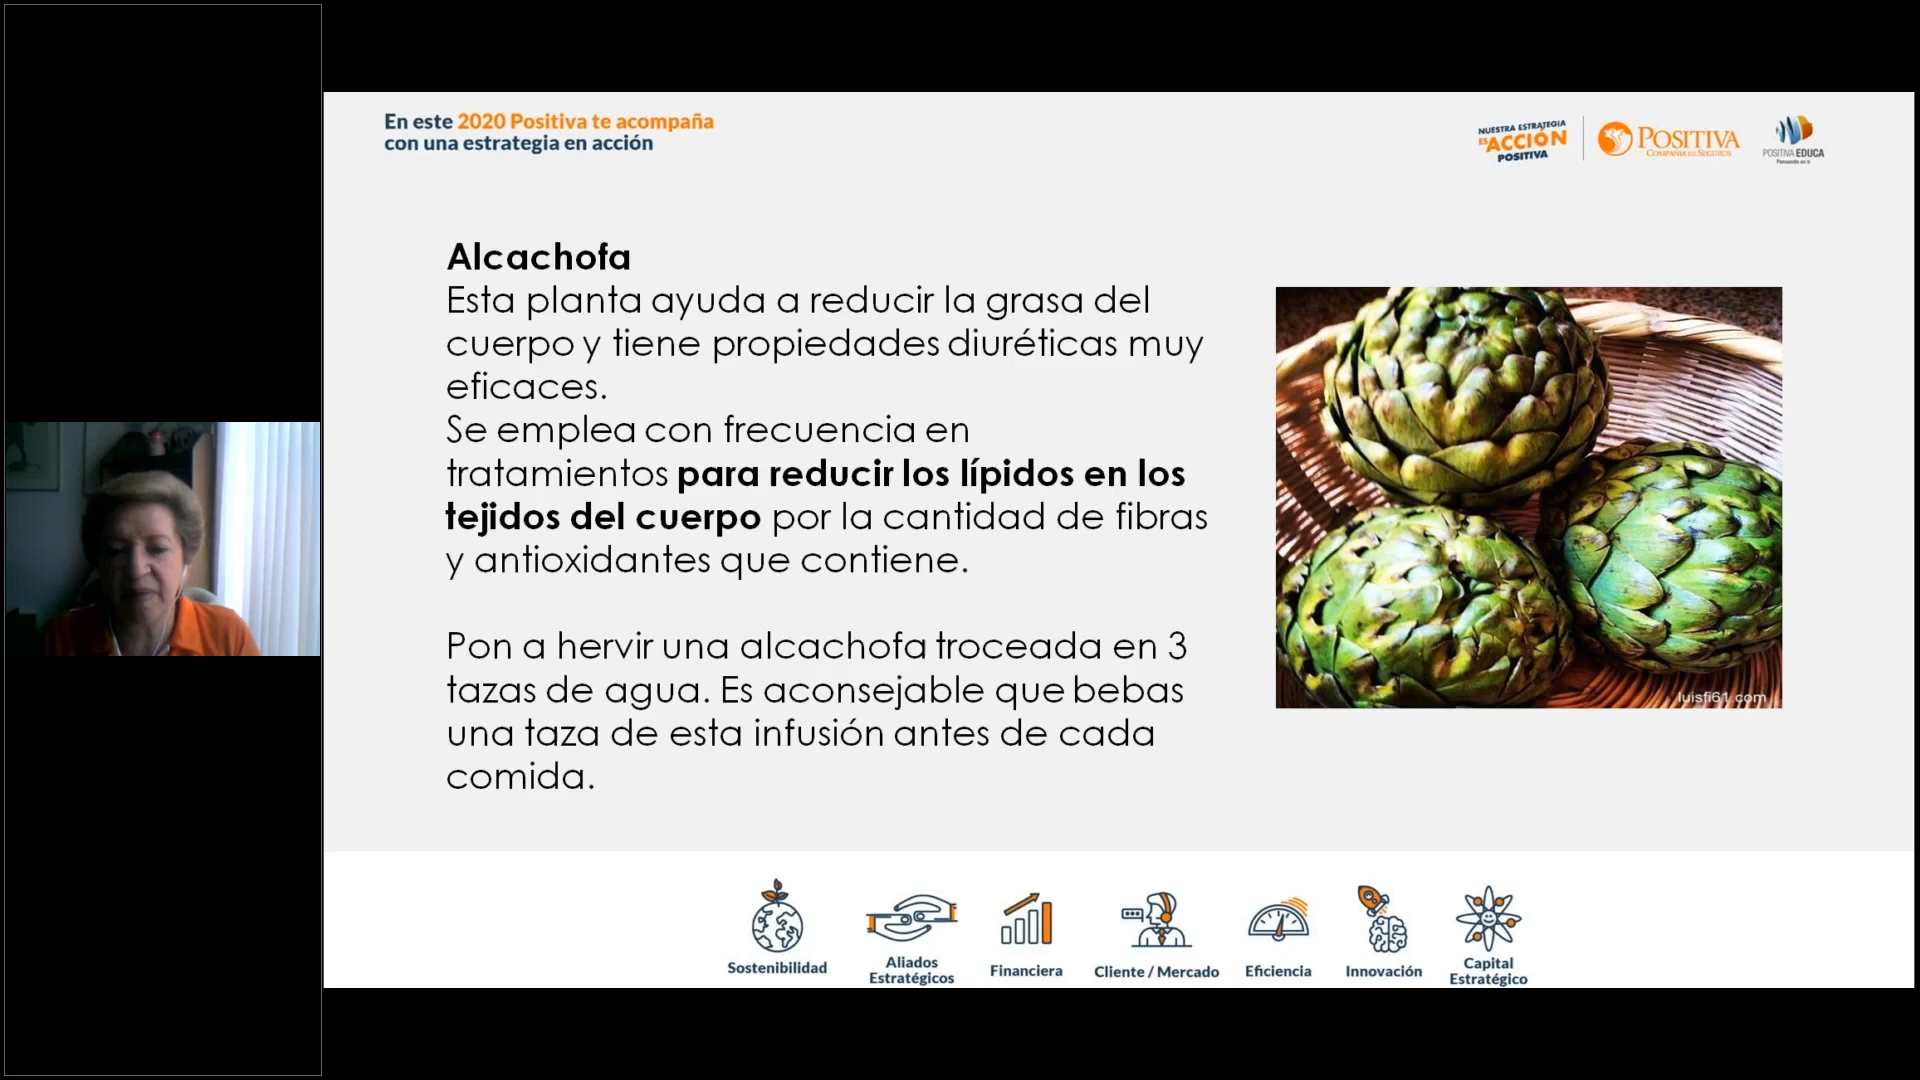 En este 2020 Positiva te acompaña
con una estrategia en acción
NUESTRA ESTRATEGIA
ES ACCIÓN
POSITIVA
POSITIVA
COMPAÑÍA DE SEGUROS
POSITIVA EDUCA
Pensando en ti
Alcachofa
Esta planta ayuda a reducir la grasa del
cuerpo y tiene propiedades diuréticas muy
eficaces.
Se emplea con frecuencia en
tratamientos para reducir los lípidos en los
tejidos del cuerpo por la cantidad de fibras
y antioxidantes que contiene.
Pon a hervir una alcachofa troceada en 3
tazas de agua. Es aconsejable que bebas
una taza de esta infusión antes de cada
comida.
luisfi61.com
Sostenibilidad
Aliados
Estratégicos
Financiera
Cliente / Mercado
Eficiencia
Innovación
Capital
Estratégico